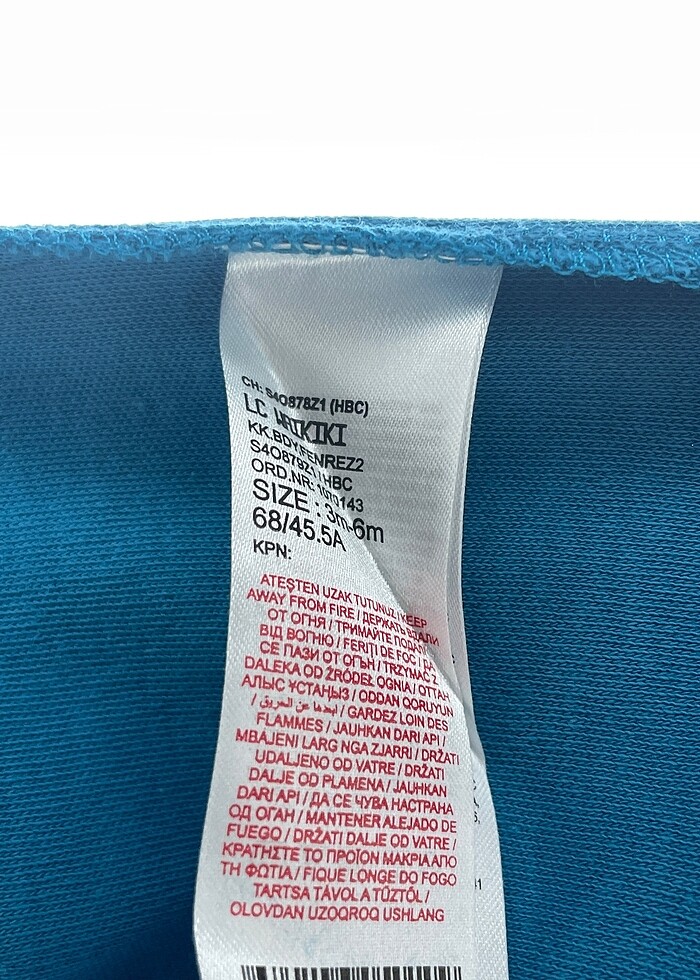 CH: S4O878Z1 (HBC)
LC WAIKIKI
KK.BDY.FENREZ2
S4O879Z1 / HBC
ORD.NR: 1070143
SIZE : 3m-6m
68/45.5A
KPN:
ATEŞTEN UZAK TUTUNUZ / KEEP
AWAY FROM FIRE / ДЕРЖАТЬ ВДАЛИ
ОТ ОГНЯ / ТРИМАЙТЕ ПОДАЛІ
ВІД ВОГНЮ / FERIȚI DE FOC / ДА
СЕ ПАЗИ ОТ ОГЪН / TRZYMAĆ Z
DALEKA OD ŹRÓDEŁ OGNIA / ОТТАН
АЛЫС ҰСТАҢЫЗ / ODDAN QORUYUN
/ ابعدها عن الحريق / GARDEZ LOIN DES
FLAMMES / JAUHKAN DARI API /
MBAJENI LARG NGA ZJARRI / DRŽATI
UDALJENO OD VATRE / DRŽATI
DALJE OD PLAMENA / JAUHKAN
DARI API / ДА СЕ ЧУВА НАСТРАНА
ОД ОГАН / MANTENER ALEJADO DE
FUEGO / DRŽATI DALJE OD VATRE /
ΚΡΑΤΗΣΤΕ ΤΟ ΠΡΟΪΟΝ ΜΑΚΡΙΑ ΑΠΟ
ΤΗ ΦΩΤΙΑ / FIQUE LONGE DO FOGO
TARTSA TÁVOL A TŰZTÓL /
OLOVDAN UZOQROQ USHLANG